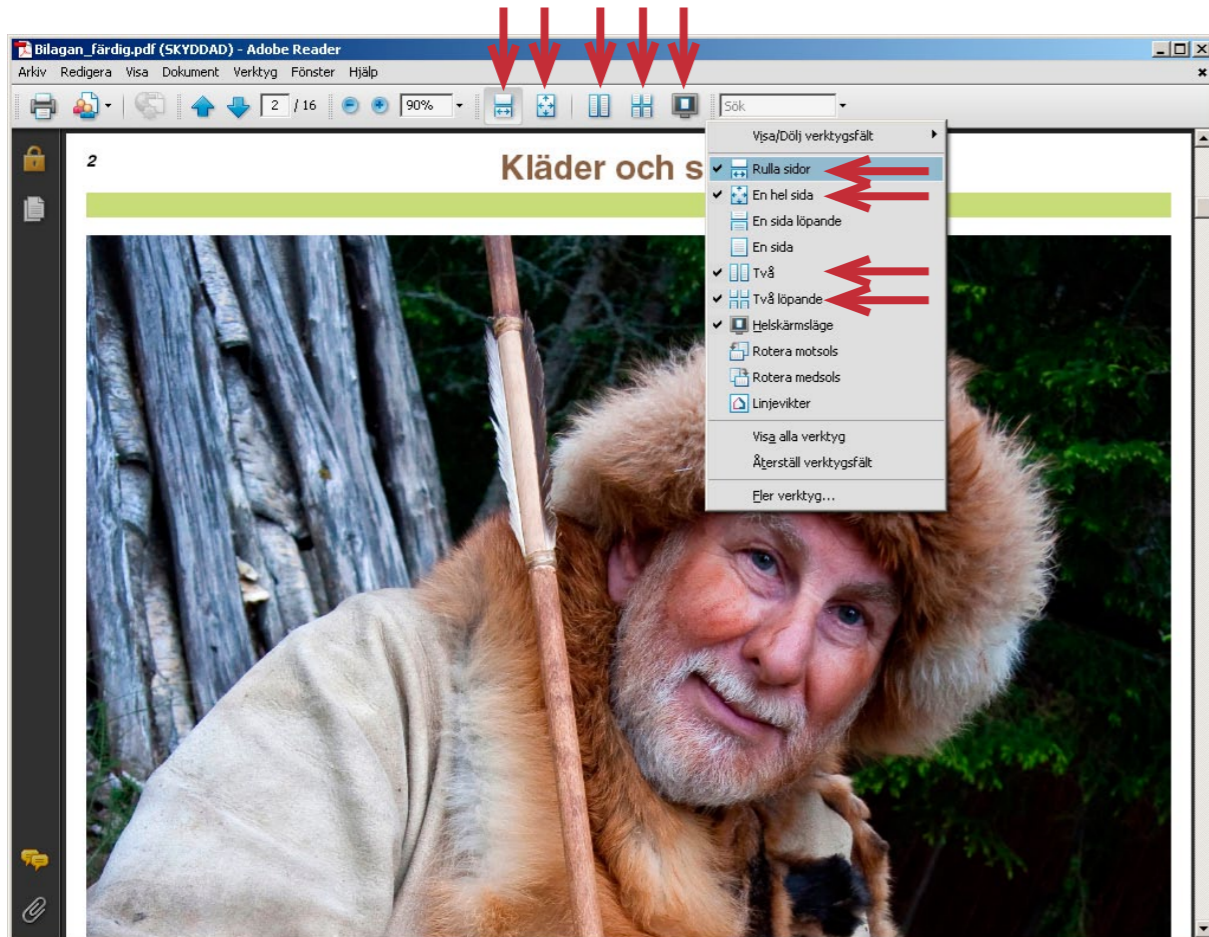 Bilagan_färdig.pdf (SKYDDAD) - Adobe Reader
Arkiv Redigera Visa Dokument Verktyg Fönster Hjälp
2 / 16 90% Sök
2
Kläder och s
Visa/Dölj verktygsfält
Rulla sidor
En hel sida
En sida löpande
En sida
Två
Två löpande
Helskärmsläge
Rotera motsols
Rotera medsols
Linjevikter
Visa alla verktyg
Återställ verktygsfält
Fler verktyg...